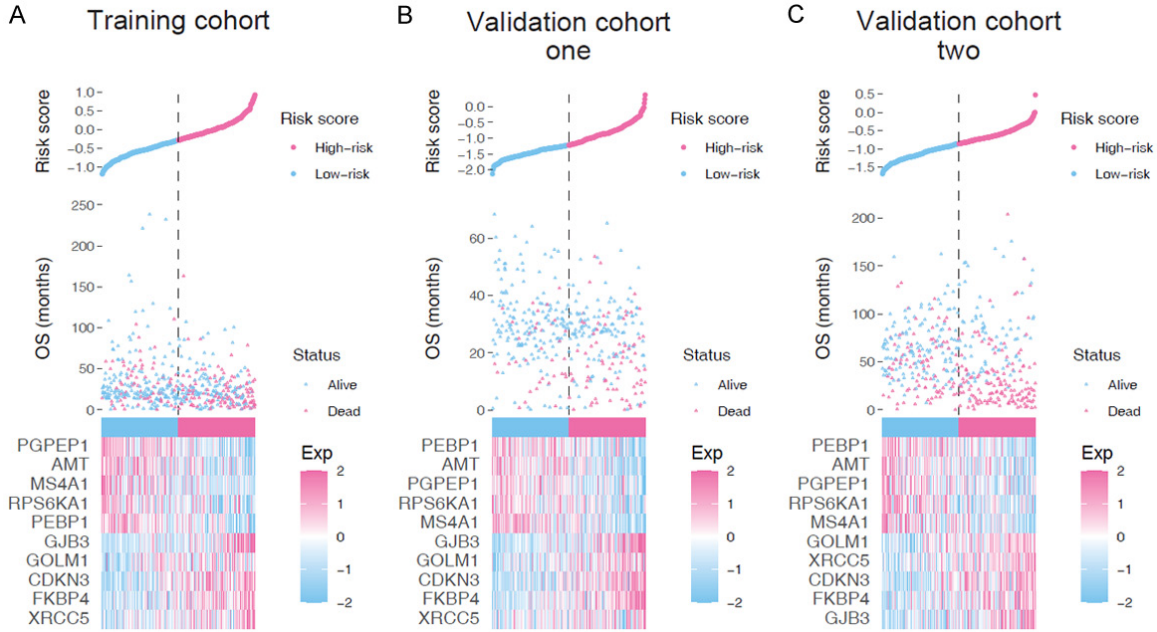 A
Training cohort
Risk score
1.0
0.5
0.0
−0.5
−1.0
Risk score
High−risk
Low−risk
OS (months)
250
200
150
100
50
0
Status
Alive
Dead
PGPEP1
AMT
MS4A1
RPS6KA1
PEBP1
GJB3
GOLM1
CDKN3
FKBP4
XRCC5
Exp
2
1
0
−1
−2
B
Validation cohort
one
Risk score
0.0
−0.5
−1.0
−1.5
−2.0
Risk score
High−risk
Low−risk
OS (months)
60
40
20
0
Status
Alive
Dead
PEBP1
AMT
PGPEP1
RPS6KA1
MS4A1
GJB3
GOLM1
CDKN3
FKBP4
XRCC5
Exp
2
1
0
−1
−2
C
Validation cohort
two
Risk score
0.5
0.0
−0.5
−1.0
−1.5
Risk score
High−risk
Low−risk
OS (months)
200
150
100
50
0
Status
Alive
Dead
PEBP1
AMT
PGPEP1
RPS6KA1
MS4A1
GOLM1
XRCC5
CDKN3
FKBP4
GJB3
Exp
2
1
0
−1
−2